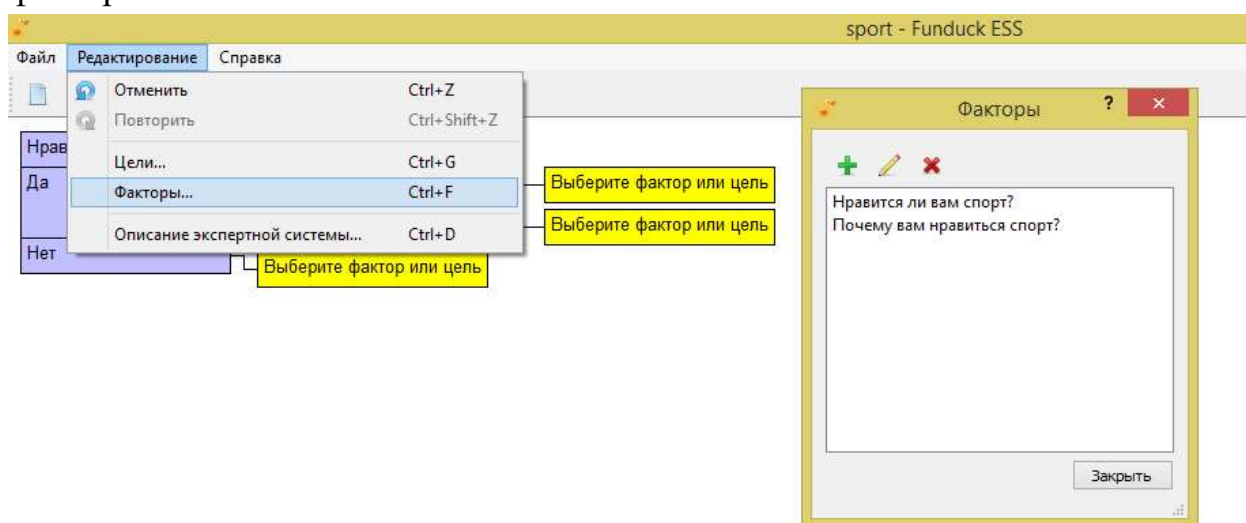 sport - Funduck ESS
Файл Редактирование Справка
Отменить Ctrl+Z
Повторить Ctrl+Shift+Z
Цели... Ctrl+G
Факторы... Ctrl+F
Описание экспертной системы... Ctrl+D
Нрав
Да
Нет
Выберите фактор или цель
Выберите фактор или цель
Выберите фактор или цель
Факторы ? ×
Нравится ли вам спорт?
Почему вам нравиться спорт?
Закрыть